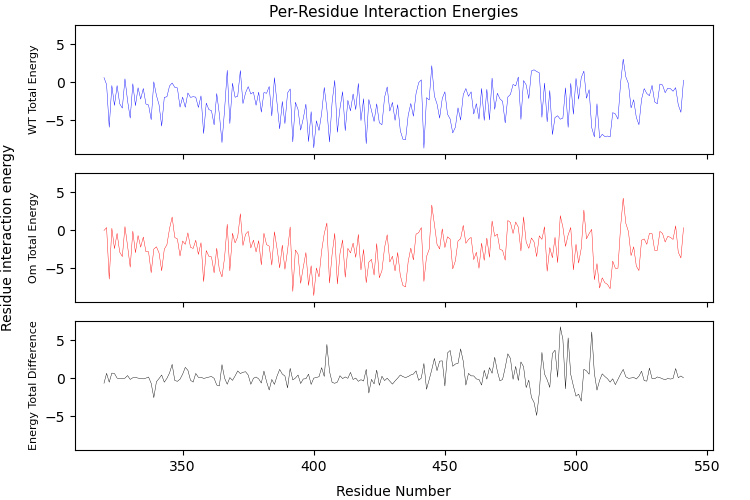 Per-Residue Interaction Energies
Residue interaction energy
WT Total Energy
5
0
−5
Om Total Energy
5
0
−5
Energy Total Difference
5
0
−5
350 400 450 500 550
Residue Number